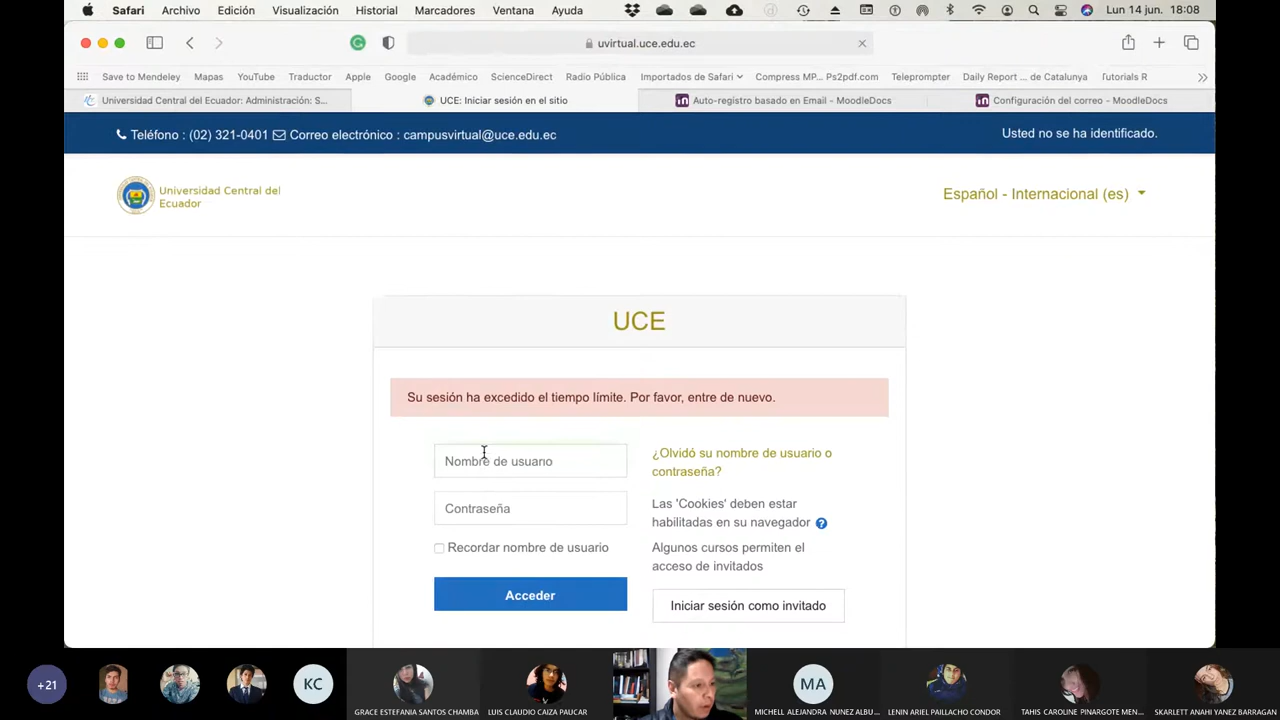 Safari Archivo Edición Visualización Historial Marcadores Ventana Ayuda Lun 14 jun. 18:08
uvirtual.uce.edu.ec
Save to Mendeley Mapas YouTube Traductor Apple Google Académico ScienceDirect Radio Pública Importados de Safari Compress MP... Ps2pdf.com Teleprompter Daily Report ... de Catalunya Tutorials R
Universidad Central del Ecuador: Administración: S... UCE: Iniciar sesión en el sitio Auto-registro basado en Email - MoodleDocs Configuración del correo - MoodleDocs
Teléfono : (02) 321-0401 Correo electrónico : campusvirtual@uce.edu.ec Usted no se ha identificado.
Universidad Central del
Ecuador
Español - Internacional (es)
UCE
Su sesión ha excedido el tiempo límite. Por favor, entre de nuevo.
Nombre de usuario
Contraseña
Recordar nombre de usuario
Acceder
¿Olvidó su nombre de usuario o
contraseña?
Las 'Cookies' deben estar
habilitadas en su navegador ?
Algunos cursos permiten el
acceso de invitados
Iniciar sesión como invitado
+21 KC MA
GRACE ESTEFANIA SANTOS CHAMBA LUIS CLAUDIO CAIZA PAUCAR MICHELL ALEJANDRA NUNEZ ALBU... LENIN ARIEL PAILLACHO CONDOR TAHIS CAROLINE PINARGOTE MEN... SKARLETT ANAHI YANEZ BARRAGAN